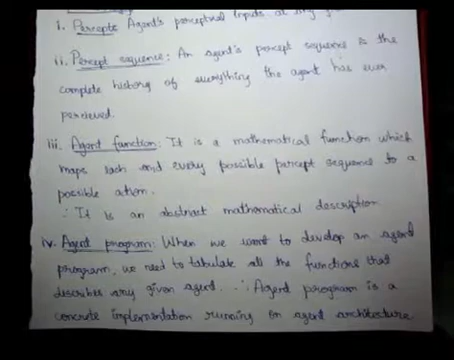 i. Percepts Agent's perceptual inputs at any
ii. Percept sequence: An agent's percept sequence is the
complete history of everything the agent has ever
percieved.
iii. Agent function: It is a mathematical function which
maps each and every possible percept sequence to a
possible action.
∴ It is an abstract mathematical description
iv. Agent program: When we want to develop an agent
program, we need to tabulate all the functions that
describes any given agent. ∴ Agent program is a
concrete implementation running on agent architecture